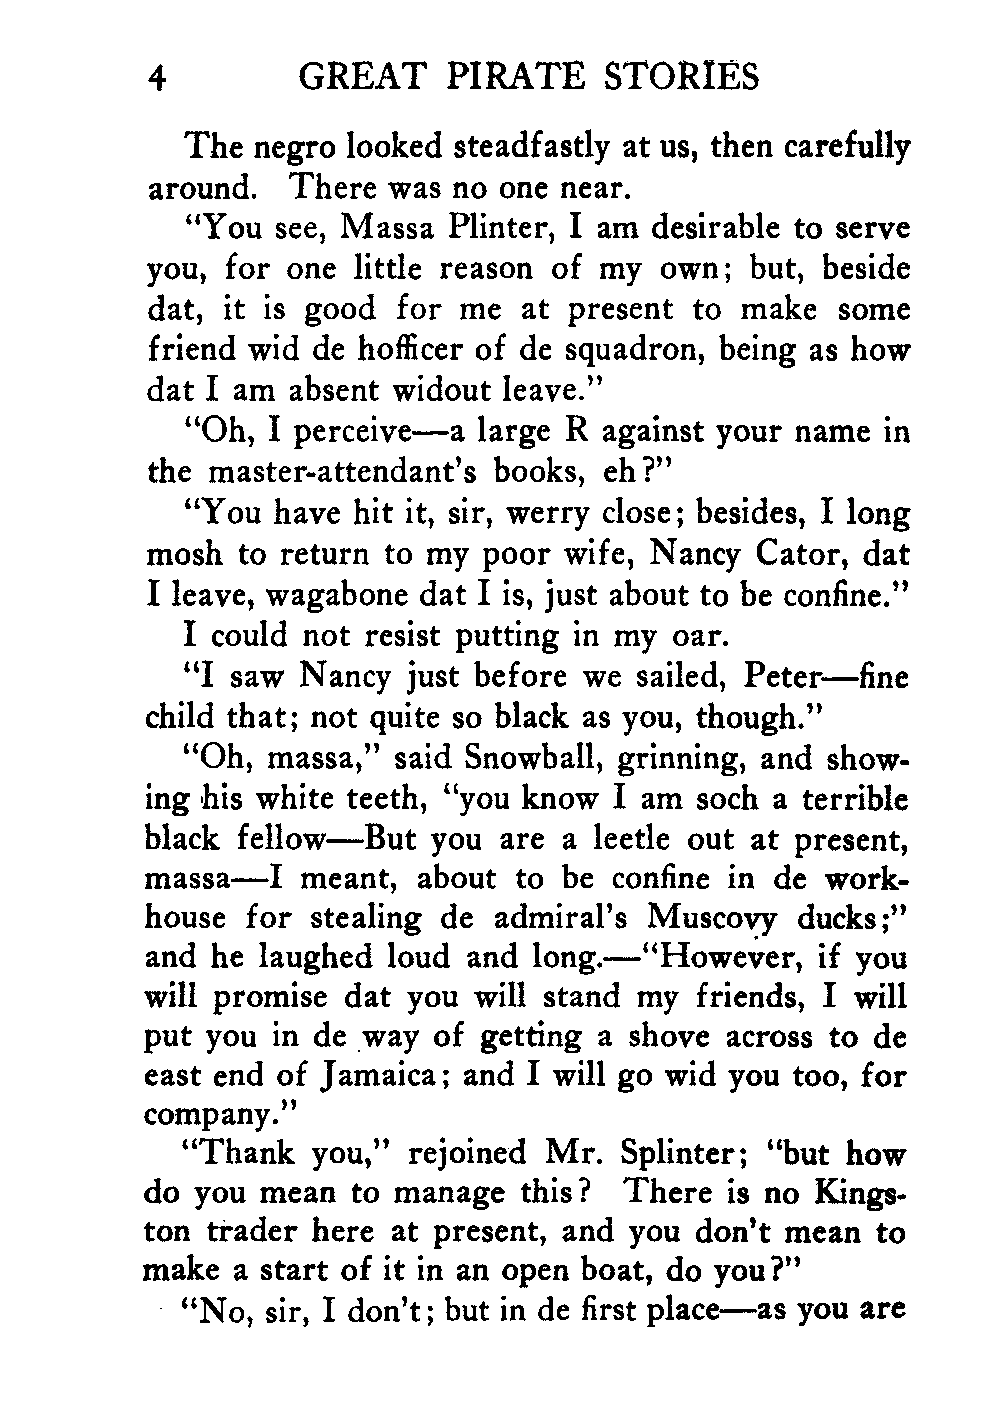 4 GREAT PIRATE STORIES
The negro looked steadfastly at us, then carefully
around. There was no one near.
"You see, Massa Plinter, I am desirable to serve
you, for one little reason of my own; but, beside
dat, it is good for me at present to make some
friend wid de hofficer of de squadron, being as how
dat I am absent widout leave."
"Oh, I perceive—a large R against your name in
the master-attendant's books, eh?"
"You have hit it, sir, werry close; besides, I long
mosh to return to my poor wife, Nancy Cator, dat
I leave, wagabone dat I is, just about to be confine."
I could not resist putting in my oar.
"I saw Nancy just before we sailed, Peter—fine
child that; not quite so black as you, though."
"Oh, massa," said Snowball, grinning, and show-
ing his white teeth, "you know I am soch a terrible
black fellow—But you are a leetle out at present,
massa—I meant, about to be confine in de work-
house for stealing de admiral's Muscovy ducks;"
and he laughed loud and long.—"However, if you
will promise dat you will stand my friends, I will
put you in de way of getting a shove across to de
east end of Jamaica; and I will go wid you too, for
company."
"Thank you," rejoined Mr. Splinter; "but how
do you mean to manage this? There is no Kings-
ton trader here at present, and you don't mean to
make a start of it in an open boat, do you?"
"No, sir, I don't; but in de first place—as you are